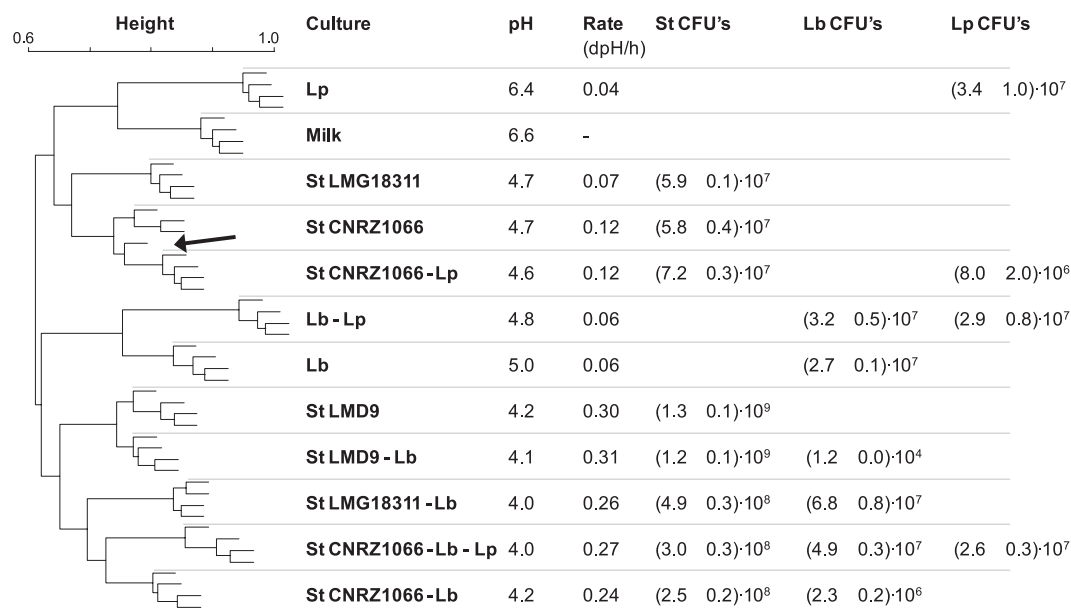 Height Culture pH Rate St CFU's Lb CFU's Lp CFU's
0.6 1.0 (dpH/h)
Lp 6.4 0.04 (3.4 1.0)·10⁷
Milk 6.6 -
St LMG18311 4.7 0.07 (5.9 0.1)·10⁷
St CNRZ1066 4.7 0.12 (5.8 0.4)·10⁷
St CNRZ1066 - Lp 4.6 0.12 (7.2 0.3)·10⁷ (8.0 2.0)·10⁶
Lb - Lp 4.8 0.06 (3.2 0.5)·10⁷ (2.9 0.8)·10⁷
Lb 5.0 0.06 (2.7 0.1)·10⁷
St LMD9 4.2 0.30 (1.3 0.1)·10⁹
St LMD9 - Lb 4.1 0.31 (1.2 0.1)·10⁹ (1.2 0.0)·10⁴
St LMG18311 - Lb 4.0 0.26 (4.9 0.3)·10⁸ (6.8 0.8)·10⁷
St CNRZ1066 - Lb - Lp 4.0 0.27 (3.0 0.3)·10⁸ (4.9 0.3)·10⁷ (2.6 0.3)·10⁷
St CNRZ1066 - Lb 4.2 0.24 (2.5 0.2)·10⁸ (2.3 0.2)·10⁶